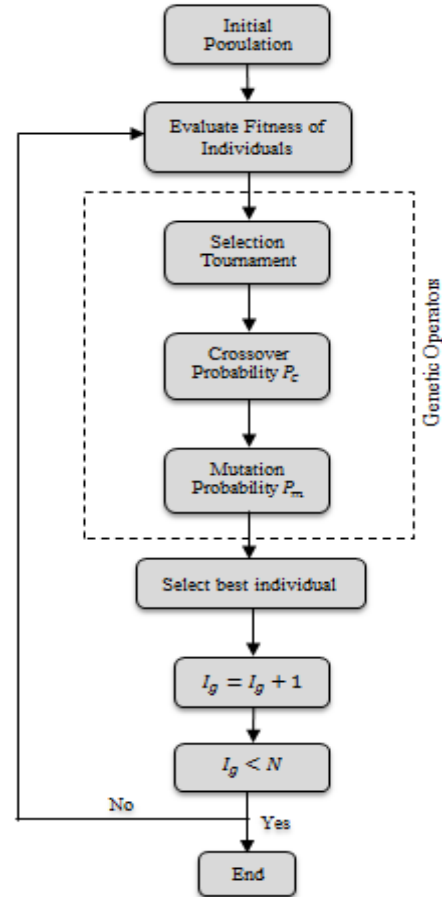 Initial
Population
Evaluate Fitness of
Individuals
Selection
Tournament
Crossover
Probability P_c
Mutation
Probability P_m
Genetic Operators
Select best individual
I_g = I_g + 1
I_g < N
No
Yes
End